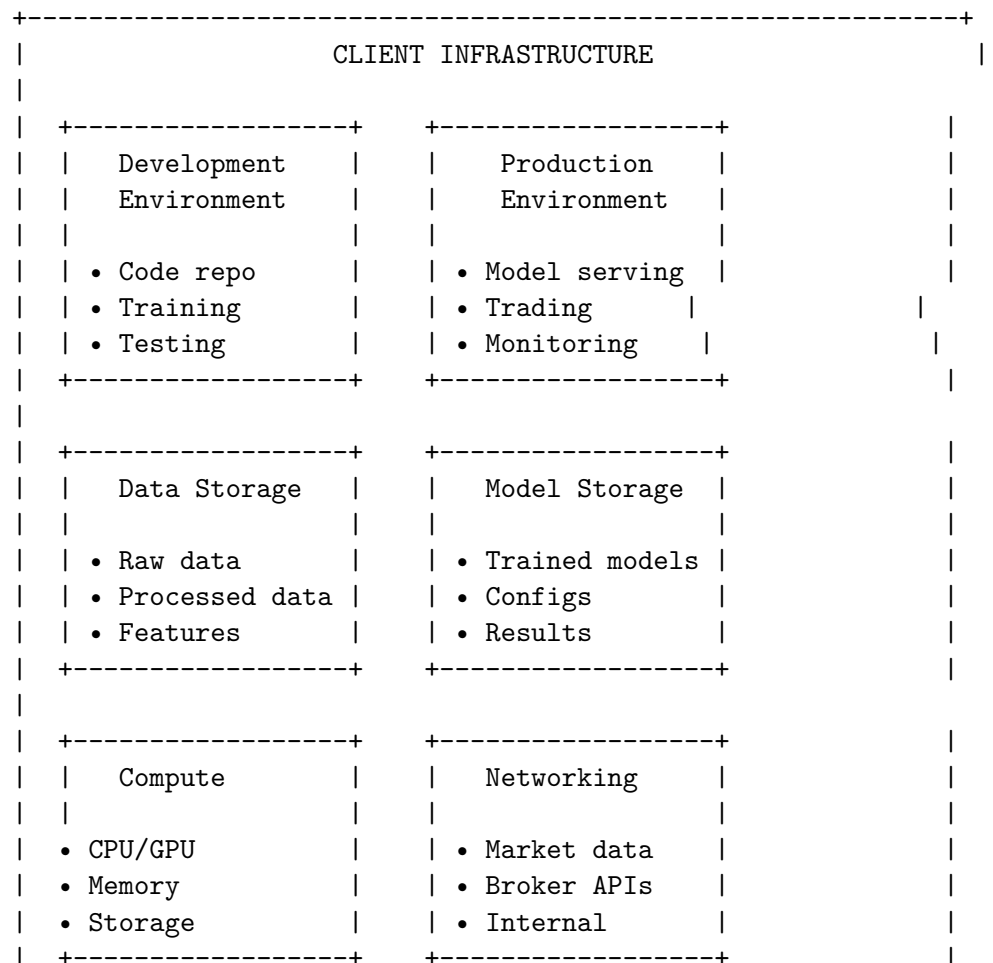 +-------------------------------------------------------------+
|                    CLIENT INFRASTRUCTURE                     |
|
|  +------------------+    +------------------+              |
|  |   Development    |    |    Production    |              |
|  |   Environment    |    |    Environment   |              |
|  |                  |    |                  |              |
|  | • Code repo      |    | • Model serving  |              |
|  | • Training       |    | • Trading      |              |
|  | • Testing        |    | • Monitoring    |              |
|  +------------------+    +------------------+              |
|
|  +------------------+    +------------------+              |
|  |   Data Storage   |    |   Model Storage  |              |
|  |                  |    |                  |              |
|  | • Raw data       |    | • Trained models |              |
|  | • Processed data |    | • Configs        |              |
|  | • Features       |    | • Results        |              |
|  +------------------+    +------------------+              |
|
|  +------------------+    +------------------+              |
|  |   Compute        |    |   Networking     |              |
|  |                  |    |                  |              |
|  • CPU/GPU          |    | • Market data    |              |
|  • Memory           |    | • Broker APIs    |              |
|  • Storage          |    | • Internal       |              |
|  +------------------+    +------------------+              |